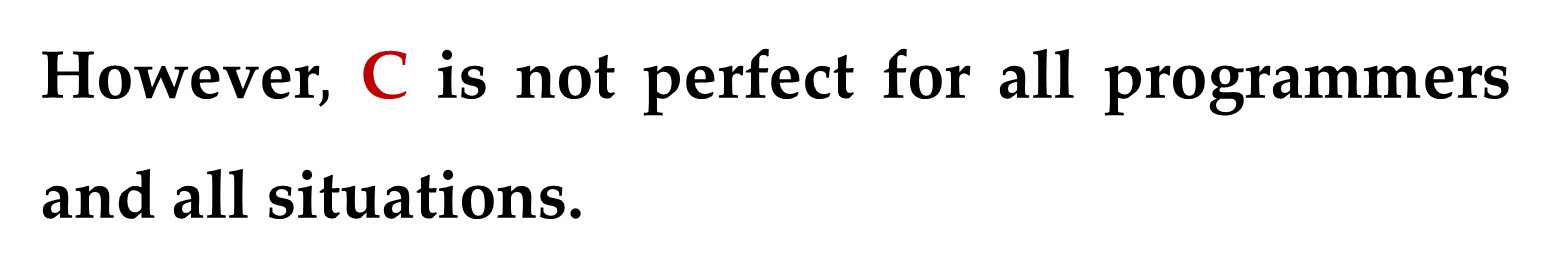 However, C is not perfect for all programmers
and all situations.